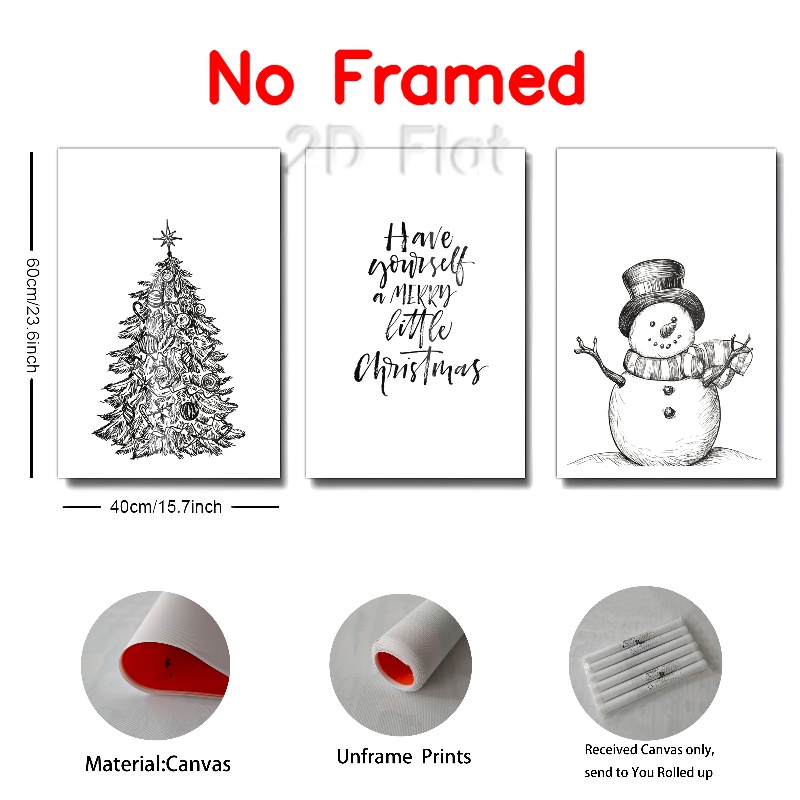 No Framed
2D Flat
60cm/23.6inch
Have
yourself
a MERRY
little
Christmas
40cm/15.7inch
Material:Canvas
Unframe Prints
Received Canvas only,
send to You Rolled up